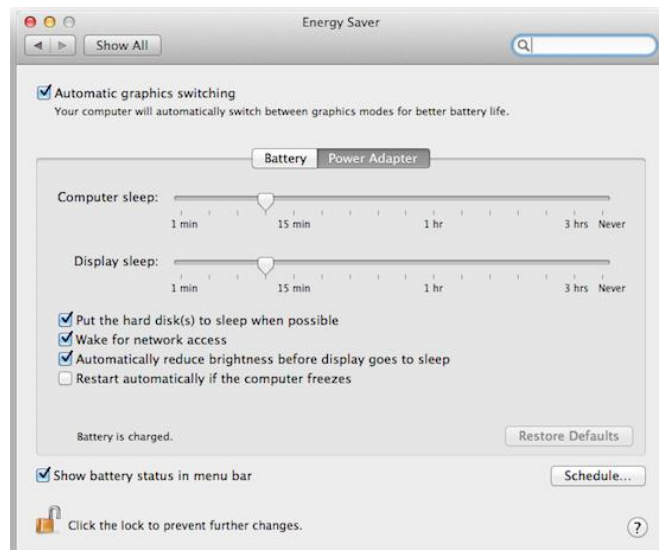 Energy Saver
Show All
Automatic graphics switching
Your computer will automatically switch between graphics modes for better battery life.
Battery Power Adapter
Computer sleep:
1 min 15 min 1 hr 3 hrs Never
Display sleep:
1 min 15 min 1 hr 3 hrs Never
Put the hard disk(s) to sleep when possible
Wake for network access
Automatically reduce brightness before display goes to sleep
Restart automatically if the computer freezes
Battery is charged. Restore Defaults
Show battery status in menu bar Schedule...
Click the lock to prevent further changes. ?